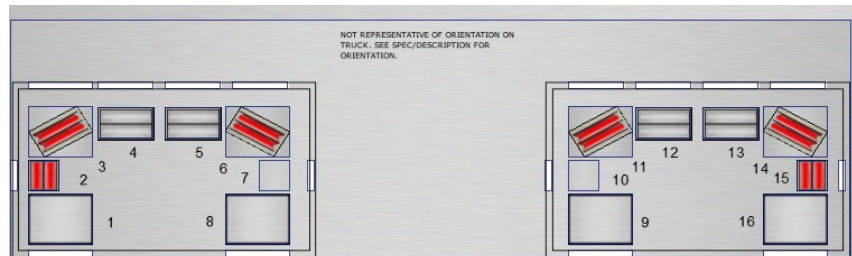 NOT REPRESENTATIVE OF ORIENTATION ON
TRUCK. SEE SPEC/DESCRIPTION FOR
ORIENTATION.
4 5 12 13
3 6 11 14
2 7 10 15
1 8 9 16